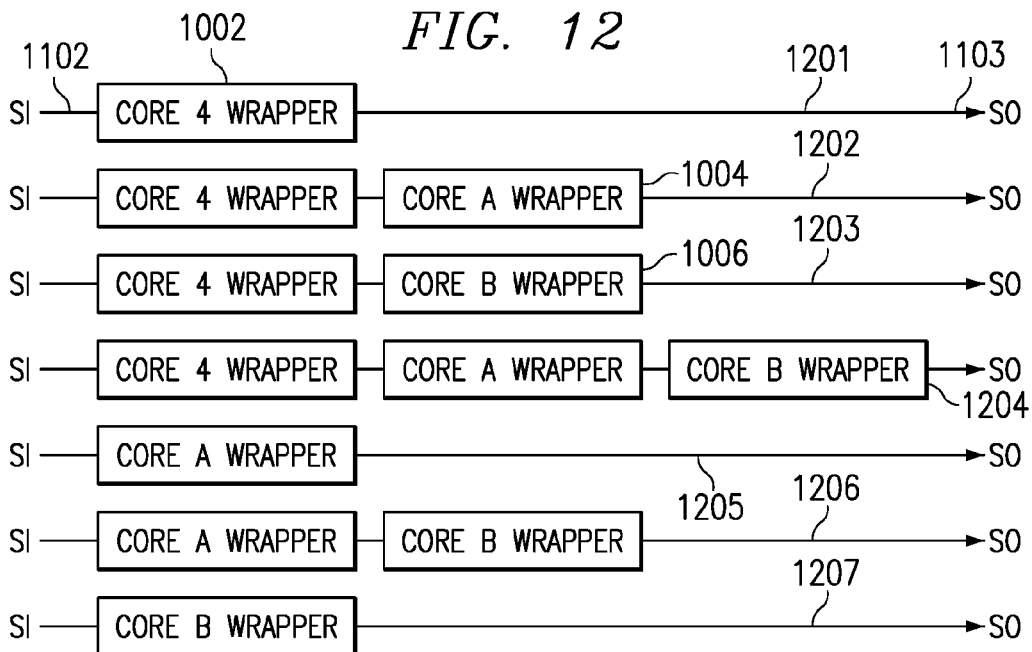 FIG. 12
1102 1002 1201 1103
SI CORE 4 WRAPPER SO
1202
SI CORE 4 WRAPPER CORE A WRAPPER 1004 SO
1203
SI CORE 4 WRAPPER CORE B WRAPPER 1006 SO
SI CORE 4 WRAPPER CORE A WRAPPER CORE B WRAPPER SO
1204
SI CORE A WRAPPER SO
1205 1206
SI CORE A WRAPPER CORE B WRAPPER SO
1207
SI CORE B WRAPPER SO